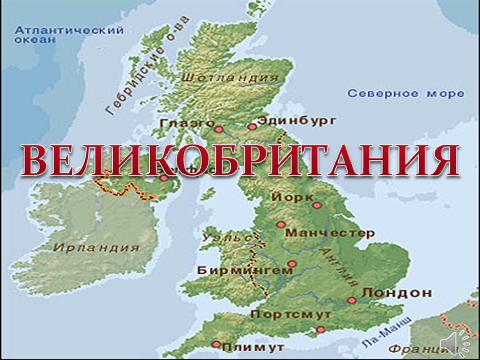 Атлантический
океан
Гебридские о-ва
Шотландия
Северное море
Глазго
Эдинбург
ВЕЛИКОБРИТАНИЯ
Йорк
Ирландия
Уэльс
Манчестер
Англия
Бирмингем
Лондон
Портсмут
Па-Манш
Плимут
Франция